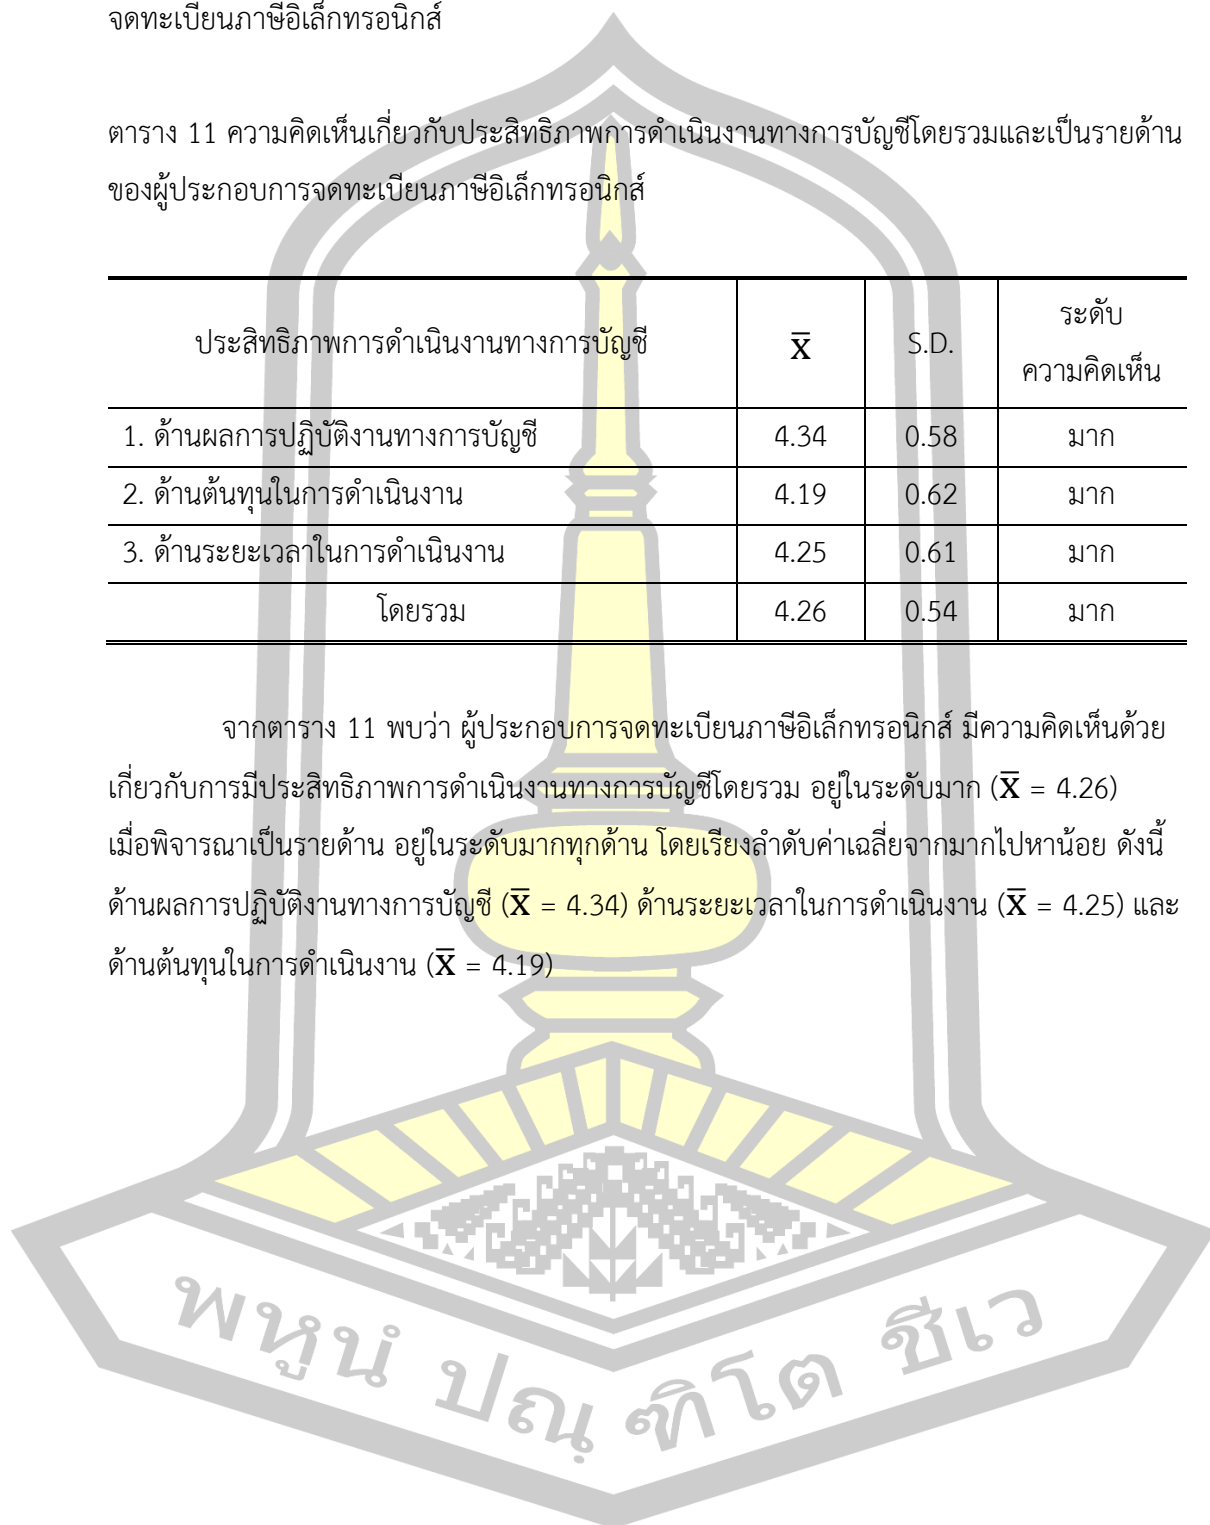 จดทะเบียนภาษีอิเล็กทรอนิกส์
ตาราง 11 ความคิดเห็นเกี่ยวกับประสิทธิภาพการดำเนินงานทางการบัญชีโดยรวมและเป็นรายด้าน
ของผู้ประกอบการจดทะเบียนภาษีอิเล็กทรอนิกส์
ประสิทธิภาพการดำเนินงานทางการบัญชี X̅ S.D. ระดับ
ความคิดเห็น
1. ด้านผลการปฏิบัติงานทางการบัญชี 4.34 0.58 มาก
2. ด้านต้นทุนในการดำเนินงาน 4.19 0.62 มาก
3. ด้านระยะเวลาในการดำเนินงาน 4.25 0.61 มาก
โดยรวม 4.26 0.54 มาก
จากตาราง 11 พบว่า ผู้ประกอบการจดทะเบียนภาษีอิเล็กทรอนิกส์ มีความคิดเห็นด้วย
เกี่ยวกับการมีประสิทธิภาพการดำเนินงานทางการบัญชีโดยรวม อยู่ในระดับมาก (X̅ = 4.26)
เมื่อพิจารณาเป็นรายด้าน อยู่ในระดับมากทุกด้าน โดยเรียงลำดับค่าเฉลี่ยจากมากไปหาน้อย ดังนี้
ด้านผลการปฏิบัติงานทางการบัญชี (X̅ = 4.34) ด้านระยะเวลาในการดำเนินงาน (X̅ = 4.25) และ
ด้านต้นทุนในการดำเนินงาน (X̅ = 4.19)
พหูนํ ปณฺ ฑิโต ชีเว